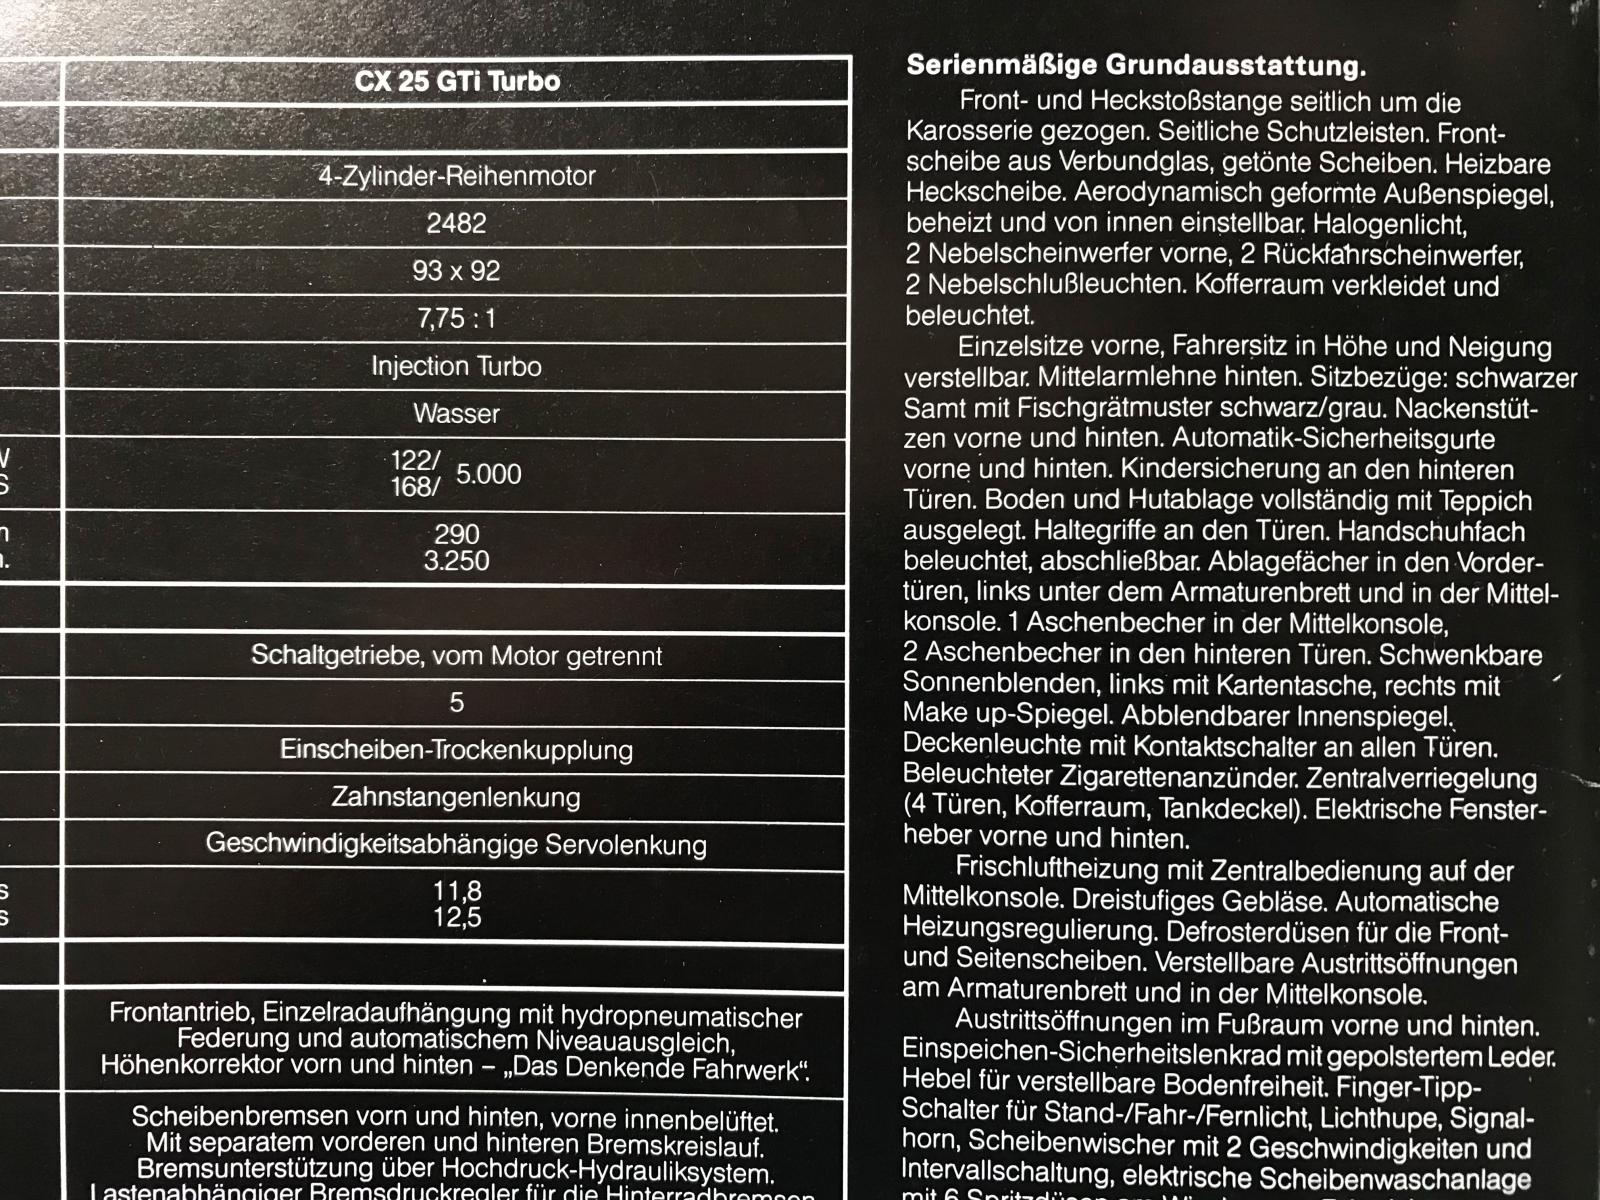 CX 25 GTi Turbo
4-Zylinder-Reihenmotor
2482
93 x 92
7,75 : 1
Injection Turbo
Wasser
122/
168/ 5.000
290
3.250
Schaltgetriebe, vom Motor getrennt
5
Einscheiben-Trockenkupplung
Zahnstangenlenkung
Geschwindigkeitsabhängige Servolenkung
11,8
12,5
Frontantrieb, Einzelradaufhängung mit hydropneumatischer
Federung und automatischem Niveauausgleich,
Höhenkorrektor vorn und hinten – „Das Denkende Fahrwerk“.
Scheibenbremsen vorn und hinten, vorne innenbelüftet.
Mit separatem vorderen und hinteren Bremskreislauf.
Bremsunterstützung über Hochdruck-Hydrauliksystem.
Lastenabhängiger Bremsdruckregler für die Hinterradbremsen
Serienmäßige Grundausstattung.
Front- und Heckstoßstange seitlich um die
Karosserie gezogen. Seitliche Schutzleisten. Front-
scheibe aus Verbundglas, getönte Scheiben. Heizbare
Heckscheibe. Aerodynamisch geformte Außenspiegel,
beheizt und von innen einstellbar. Halogenlicht,
2 Nebelscheinwerfer vorne, 2 Rückfahrscheinwerfer,
2 Nebelschlußleuchten. Kofferraum verkleidet und
beleuchtet.
Einzelsitze vorne, Fahrersitz in Höhe und Neigung
verstellbar. Mittelarmlehne hinten. Sitzbezüge: schwarzer
Samt mit Fischgrätmuster schwarz/grau. Nackenstüt-
zen vorne und hinten. Automatik-Sicherheitsgurte
vorne und hinten. Kindersicherung an den hinteren
Türen. Boden und Hutablage vollständig mit Teppich
ausgelegt. Haltegriffe an den Türen. Handschuhfach
beleuchtet, abschließbar. Ablagefächer in den Vorder-
türen, links unter dem Armaturenbrett und in der Mittel-
konsole. 1 Aschenbecher in der Mittelkonsole,
2 Aschenbecher in den hinteren Türen. Schwenkbare
Sonnenblenden, links mit Kartentasche, rechts mit
Make up-Spiegel. Abblendbarer Innenspiegel.
Deckenleuchte mit Kontaktschalter an allen Türen.
Beleuchteter Zigarettenanzünder. Zentralverriegelung
(4 Türen, Kofferraum, Tankdeckel). Elektrische Fenster-
heber vorne und hinten.
Frischluftheizung mit Zentralbedienung auf der
Mittelkonsole. Dreistufiges Gebläse. Automatische
Heizungsregulierung. Defrosterdüsen für die Front-
und Seitenscheiben. Verstellbare Austrittsöffnungen
am Armaturenbrett und in der Mittelkonsole.
Austrittsöffnungen im Fußraum vorne und hinten.
Einspeichen-Sicherheitslenkrad mit gepolstertem Leder.
Hebel für verstellbare Bodenfreiheit. Finger-Tipp-
Schalter für Stand-/Fahr-/Fernlicht, Lichthupe, Signal-
horn, Scheibenwischer mit 2 Geschwindigkeiten und
Intervallschaltung, elektrische Scheibenwaschanlage
mit 6 Spritzdüsen